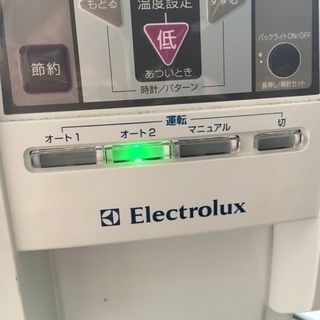 もどる
温度設定
すすむ
節約
低
あついとき
時計/パターン
バックライトON/OFF
長押し/時計セット
運転
オート1 オート2 マニュアル 切
Electrolux